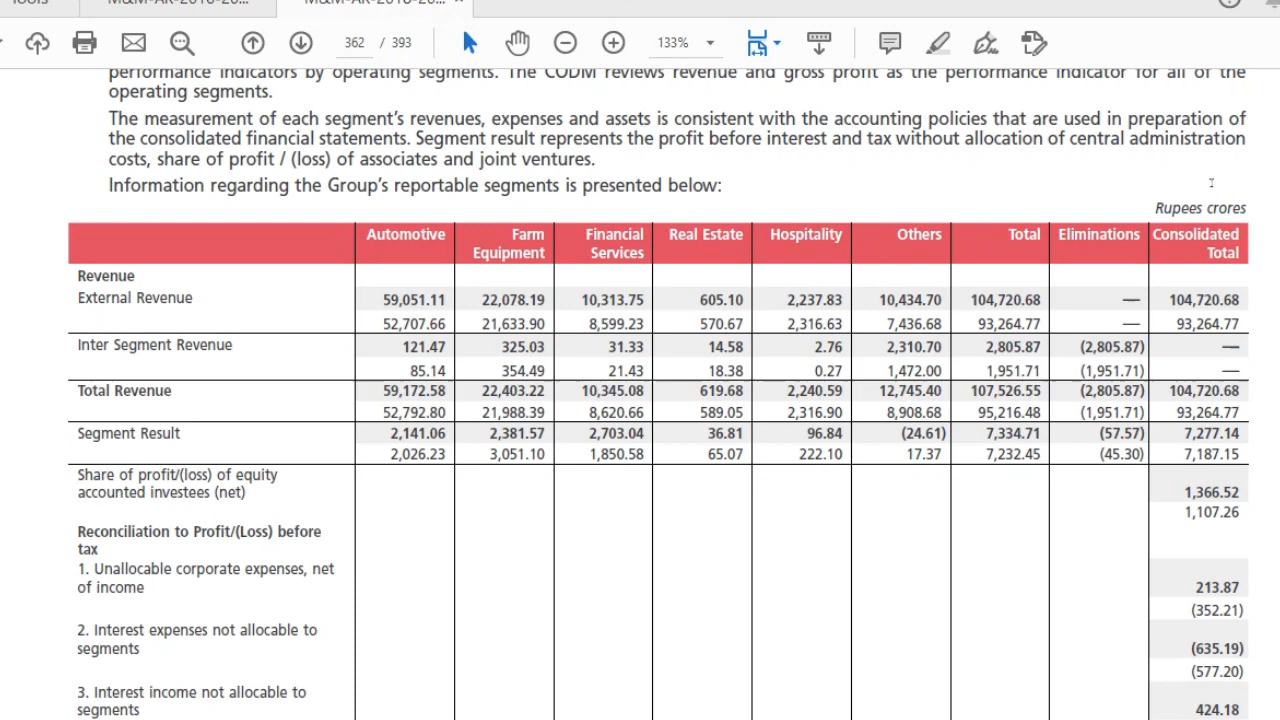 Tools M&M-AR-2018-20... M&M-AR-2018-20...
362 / 393 133%
performance indicators by operating segments. The CODM reviews revenue and gross profit as the performance indicator for all of the
operating segments.
The measurement of each segment's revenues, expenses and assets is consistent with the accounting policies that are used in preparation of
the consolidated financial statements. Segment result represents the profit before interest and tax without allocation of central administration
costs, share of profit / (loss) of associates and joint ventures.
Information regarding the Group's reportable segments is presented below:
Rupees crores
Automotive Farm Financial Real Estate Hospitality Others Total Eliminations Consolidated
Equipment Services Total
Revenue
External Revenue 59,051.11 22,078.19 10,313.75 605.10 2,237.83 10,434.70 104,720.68 — 104,720.68
52,707.66 21,633.90 8,599.23 570.67 2,316.63 7,436.68 93,264.77 — 93,264.77
Inter Segment Revenue 121.47 325.03 31.33 14.58 2.76 2,310.70 2,805.87 (2,805.87) —
85.14 354.49 21.43 18.38 0.27 1,472.00 1,951.71 (1,951.71) —
Total Revenue 59,172.58 22,403.22 10,345.08 619.68 2,240.59 12,745.40 107,526.55 (2,805.87) 104,720.68
52,792.80 21,988.39 8,620.66 589.05 2,316.90 8,908.68 95,216.48 (1,951.71) 93,264.77
Segment Result 2,141.06 2,381.57 2,703.04 36.81 96.84 (24.61) 7,334.71 (57.57) 7,277.14
2,026.23 3,051.10 1,850.58 65.07 222.10 17.37 7,232.45 (45.30) 7,187.15
Share of profit/(loss) of equity
accounted investees (net) 1,366.52
1,107.26
Reconciliation to Profit/(Loss) before
tax
1. Unallocable corporate expenses, net
of income 213.87
(352.21)
2. Interest expenses not allocable to
segments (635.19)
(577.20)
3. Interest income not allocable to
segments 424.18